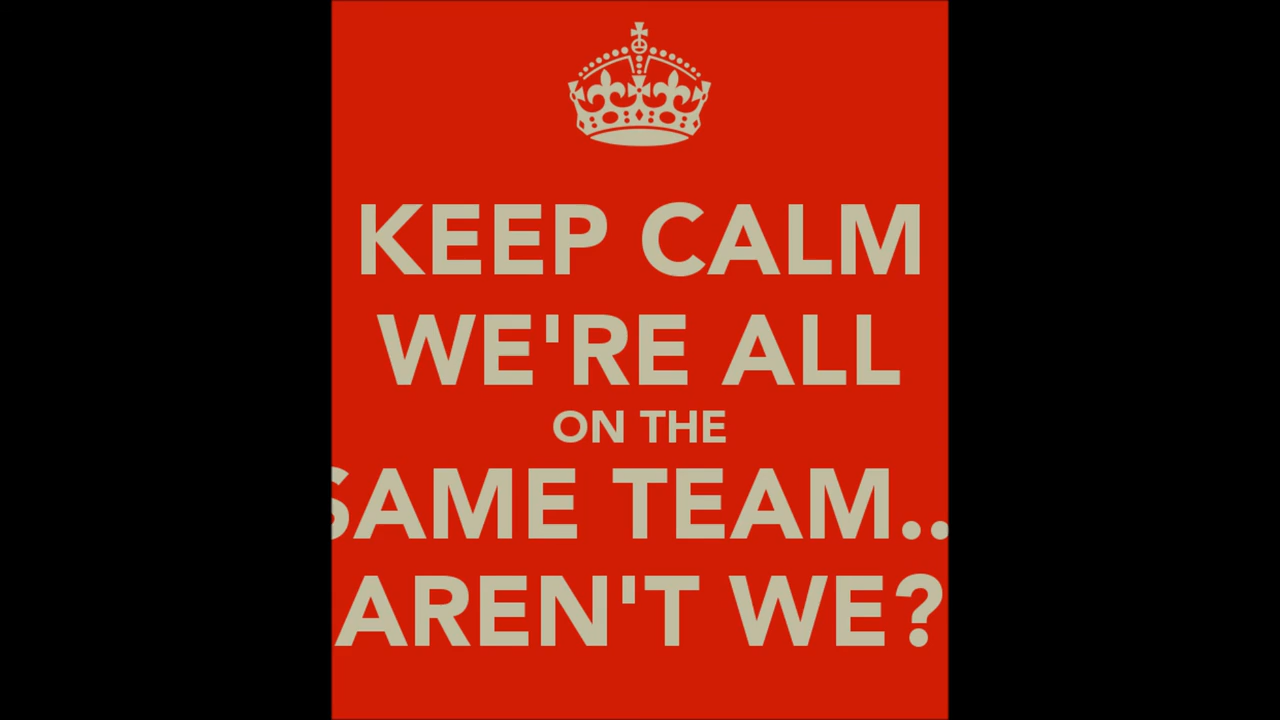 KEEP CALM
WE'RE ALL
ON THE
SAME TEAM..
AREN'T WE?